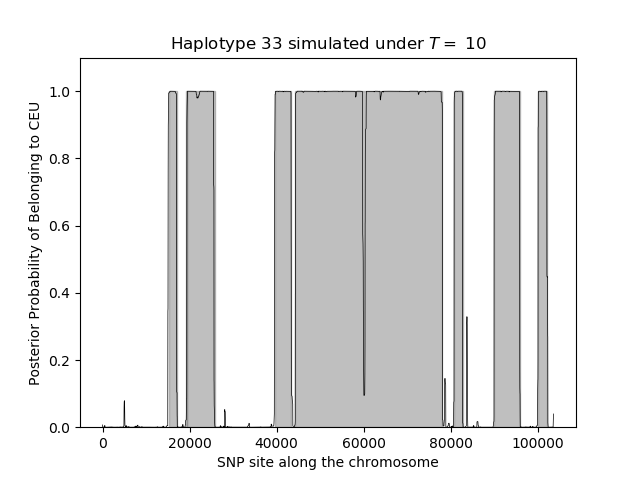 Haplotype 33 simulated under T = 10
Posterior Probability of Belonging to CEU
1.0
0.8
0.6
0.4
0.2
0.0
0 20000 40000 60000 80000 100000
SNP site along the chromosome